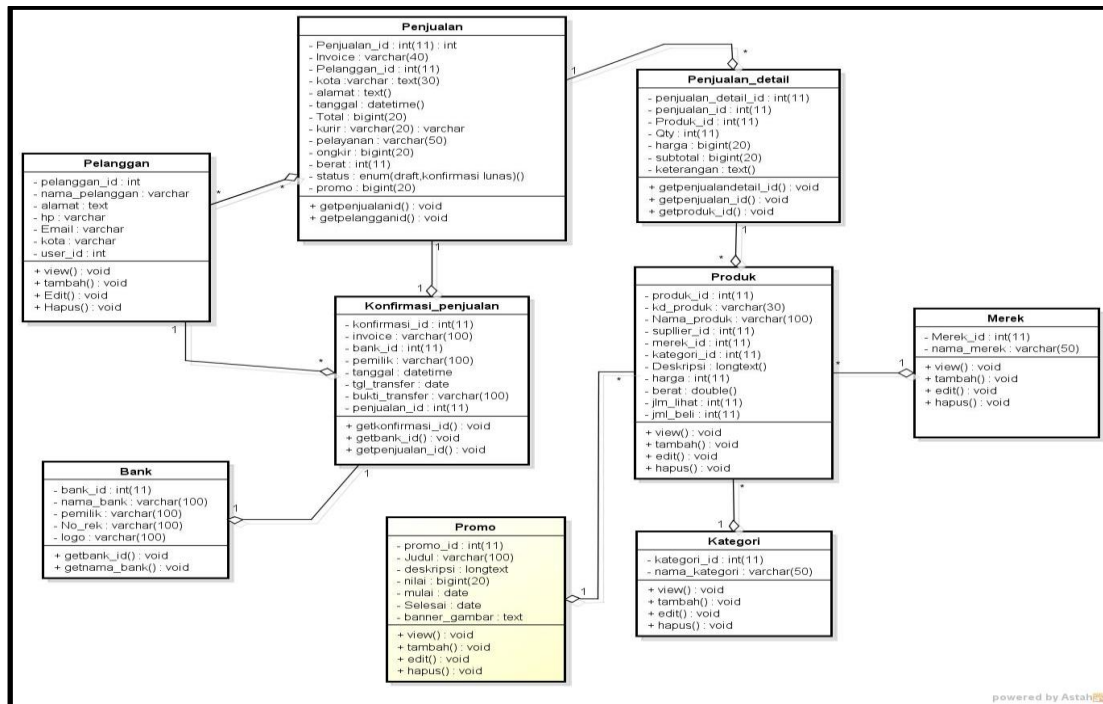 Penjualan
- Penjualan_id : int(11) : int
- Invoice : varchar(40)
- Pelanggan_id : int(11)
- kota :varchar : text(30)
- alamat : text()
- tanggal : datetime()
- Total : bigint(20)
- kurir : varchar(20) : varchar
- pelayanan : varchar(50)
- ongkir : bigint(20)
- berat : int(11)
- status : enum(draft,konfirmasi lunas)()
- promo : bigint(20)
+ getpenjualanid() : void
+ getpelangganid() : void
1
*
Penjualan_detail
- penjualan_detail_id : int(11)
- penjualan_id : int(11)
- Produk_id : int(11)
- Qty : int(11)
- harga : bigint(20)
- subtotal : bigint(20)
- keterangan : text()
+ getpenjualandetail_id() : void
+ getpenjualan_id() : void
+ getproduk_id() : void
Pelanggan
- pelanggan_id : int
- nama_pelanggan : varchar
- alamat : text
- hp : varchar
- Email : varchar
- kota : varchar
- user_id : int
+ view() : void
+ tambah() : void
+ Edit() : void
+ Hapus() : void
*
*
1
1
1
*
1
*
Konfirmasi_penjualan
- konfirmasi_id : int(11)
- invoice : varchar(100)
- bank_id : int(11)
- pemilik : varchar(100)
- tanggal : datetime
- tgl_transfer : date
- bukti_transfer : varchar(100)
- penjualan_id : int(11)
+ getkonfirmasi_id() : void
+ getbank_id() : void
+ getpenjualan_id() : void
Produk
- produk_id : int(11)
- kd_produk : varchar(30)
- Nama_produk : varchar(100)
- supllier_id : int(11)
- merek_id : int(11)
- kategori_id : int(11)
- Deskripsi : longtext()
- harga : int(11)
- berat : double()
- jlm_lihat : int(11)
- jml_beli : int(11)
+ view() : void
+ tambah() : void
+ edit() : void
+ hapus() : void
*
1
*
Merek
- Merek_id : int(11)
- nama_merek : varchar(50)
+ view() : void
+ tambah() : void
+ edit() : void
+ hapus() : void
Bank
- bank_id : int(11)
- nama_bank : varchar(100)
- pemilik : varchar(100)
- No_rek : varchar(100)
- logo : varchar(100)
+ getbank_id() : void
+ getnama_bank() : void
1
1
Promo
- promo_id : int(11)
- Judul : varchar(100)
- deskripsi : longtext
- nilai : bigint(20)
- mulai : date
- Selesai : date
- banner_gambar : text
+ view() : void
+ tambah() : void
+ edit() : void
+ hapus() : void
1
*
1
Kategori
- kategori_id : int(11)
- nama_kategori : varchar(50)
+ view() : void
+ tambah() : void
+ edit() : void
+ hapus() : void
powered by Astah